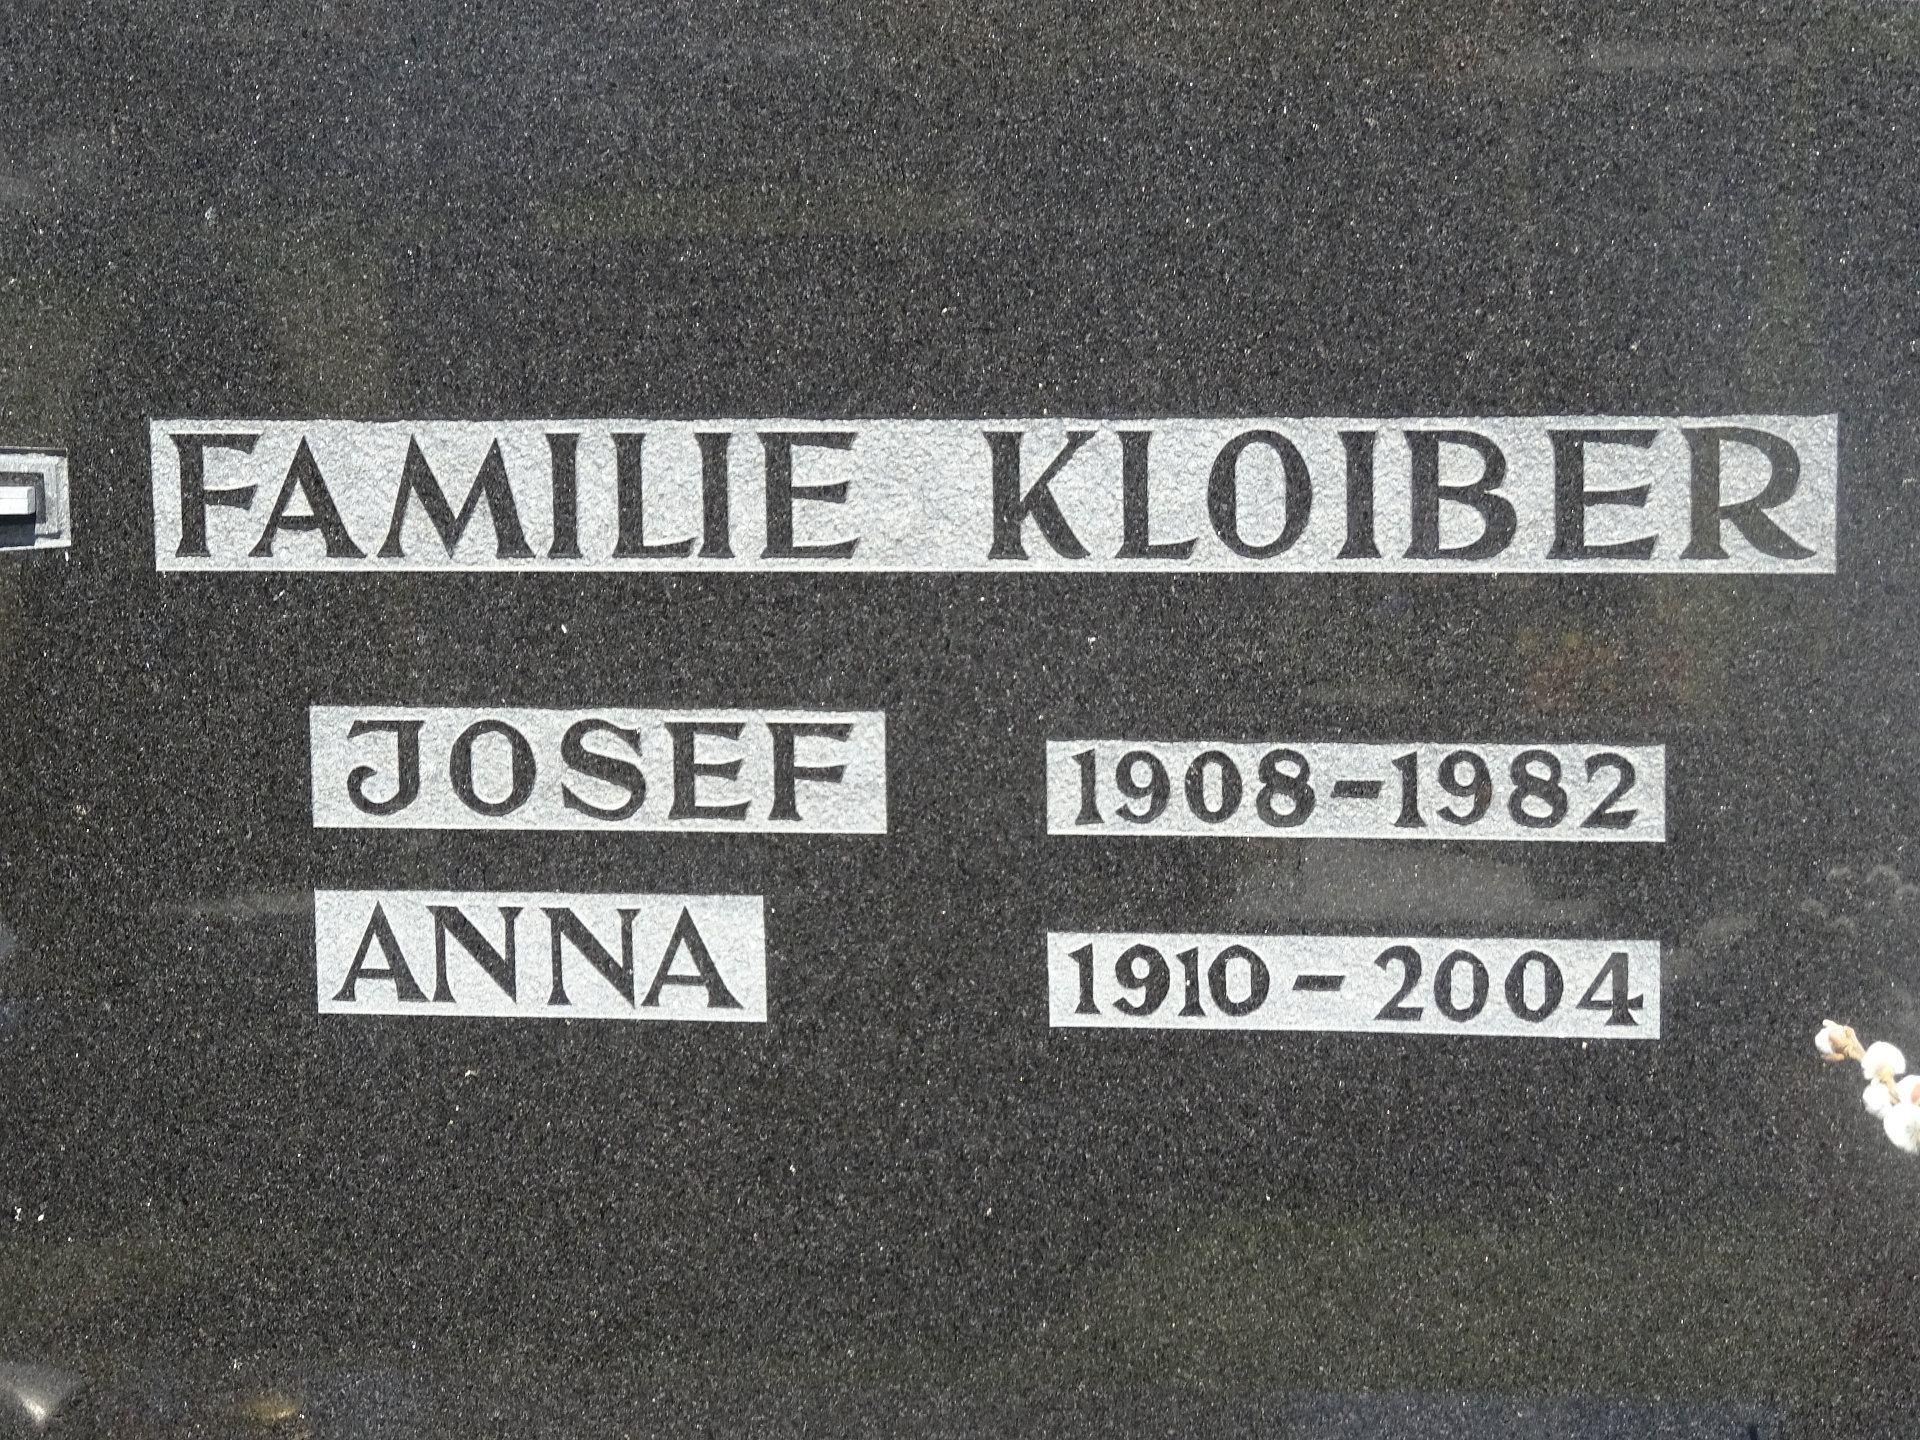 FAMILIE KLOIBER
JOSEF 1908-1982
ANNA 1910-2004